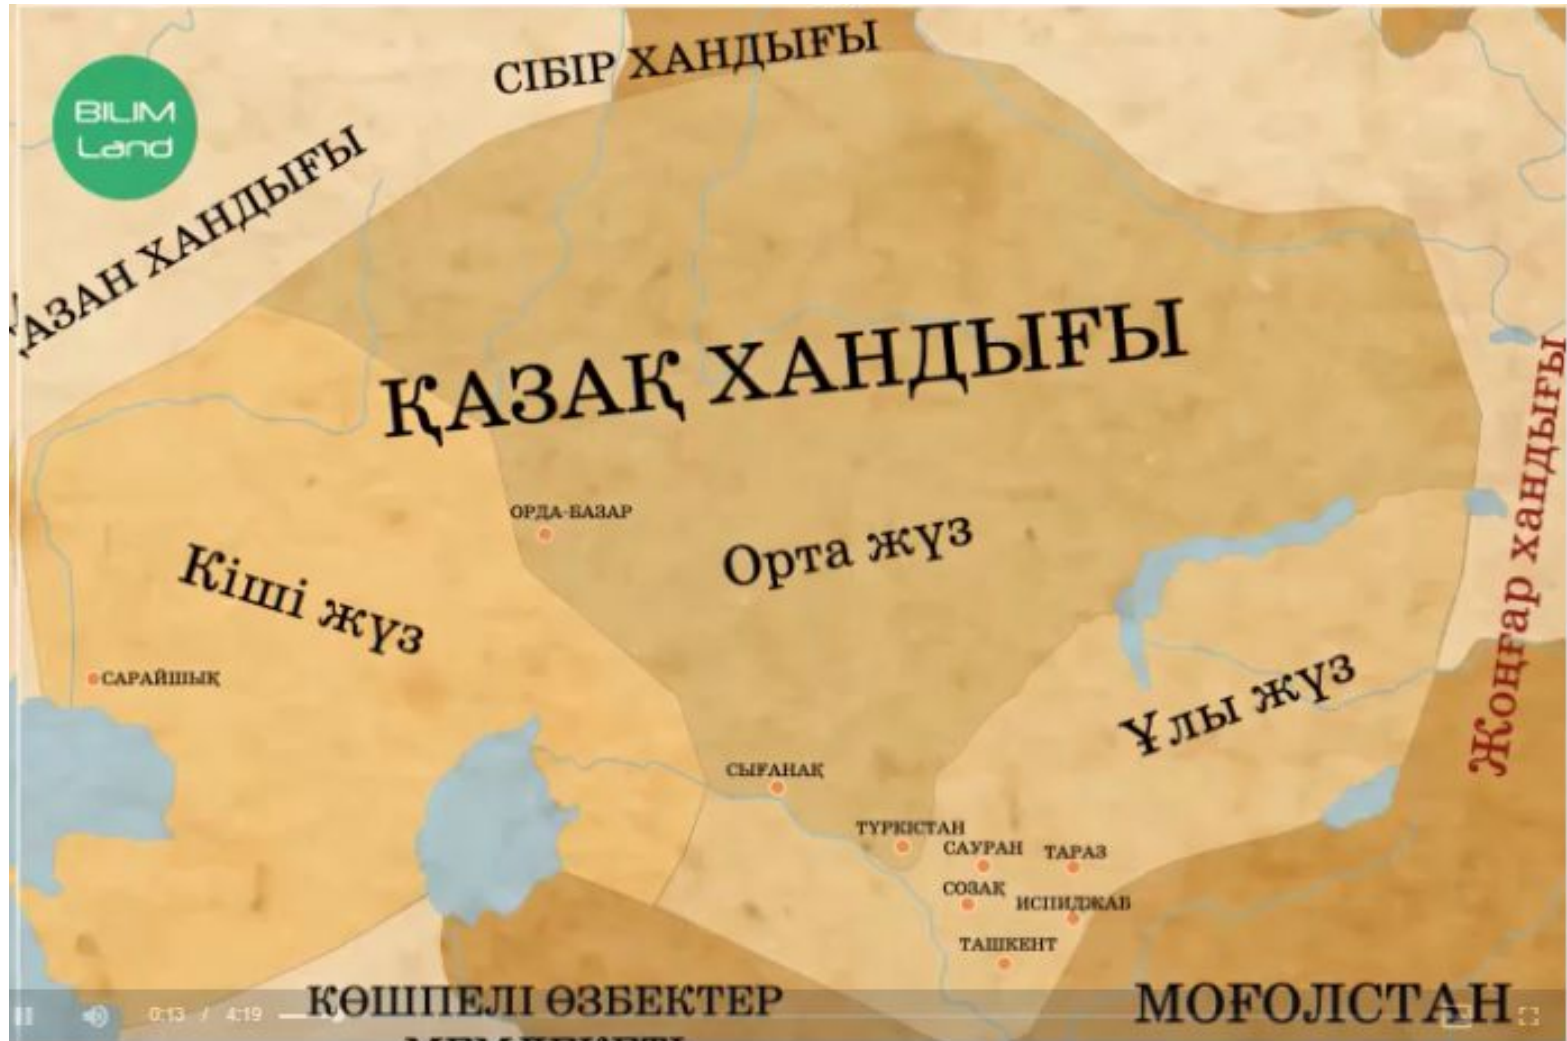 СІБІР ХАНДЫҒЫ
BILIM
Land
АЗАН ХАНДЫҒЫ
ҚАЗАҚ ХАНДЫҒЫ
Жоңғар хандығы
ОРДА-БАЗАР
Орта жүз
Кіші жүз
САРАЙШЫҚ
Ұлы жүз
СЫҒАНАҚ
ТҮРКІСТАН
САУРАН
ТАРАЗ
СОЗАҚ
ИСПИДЖАБ
ТАШКЕНТ
КӨШПЕЛІ ӨЗБЕКТЕР
МОҒОЛСТАН
0:13 / 4:19